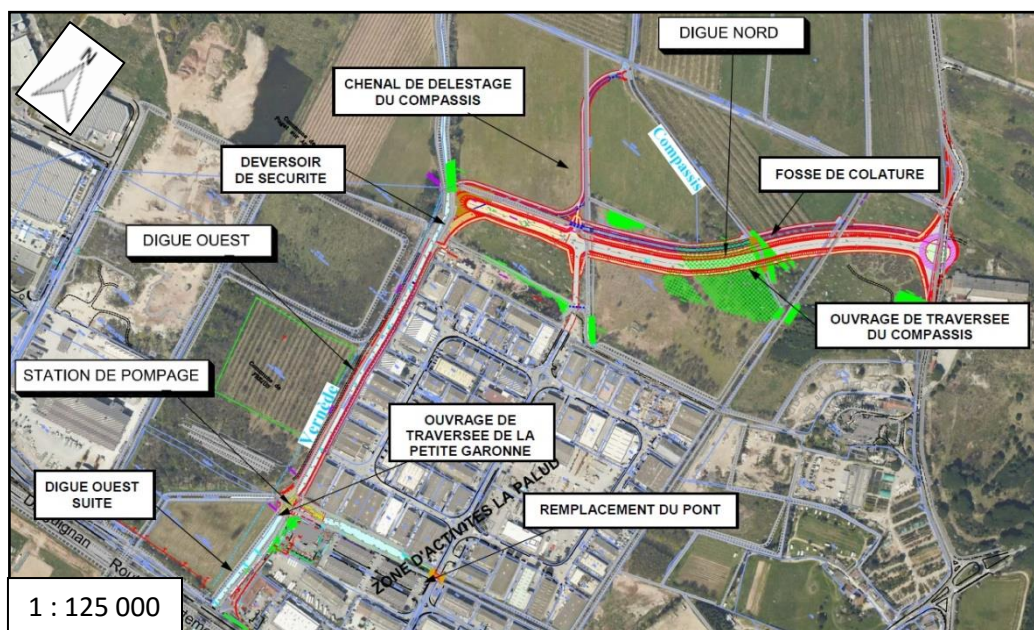 N
DIGUE NORD
CHENAL DE DELESTAGE
DU COMPASSIS
Compassis
DEVERSOIR
DE SECURITE
FOSSE DE COLATURE
DIGUE OUEST
OUVRAGE DE TRAVERSEE
DU COMPASSIS
STATION DE POMPAGE
Vernède
OUVRAGE DE
TRAVERSEE DE LA
PETITE GARONNE
DIGUE OUEST
SUITE
ZONE D'ACTIVITES LA PALUD
REMPLACEMENT DU PONT
1 : 125 000